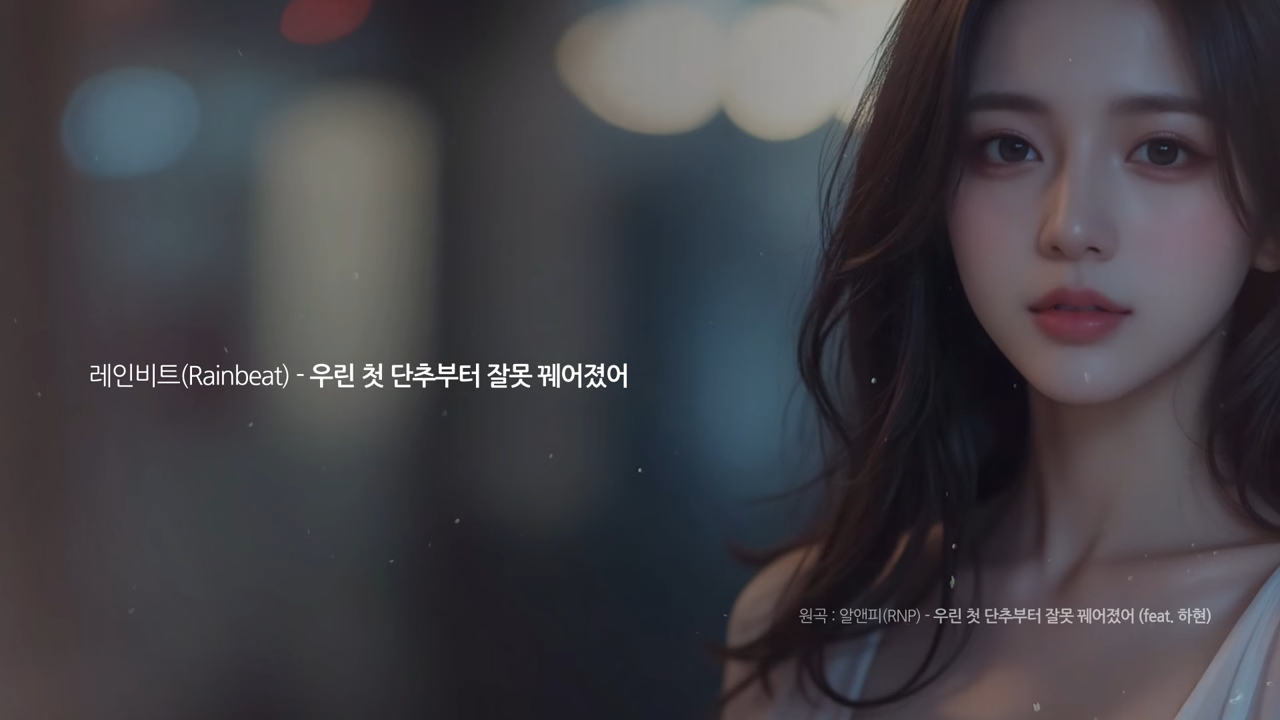 레인비트(Rainbeat) - 우린 첫 단추부터 잘못 꿰어졌어
원곡 : 알앤피(RNP) - 우린 첫 단추부터 잘못 꿰어졌어 (feat. 하현)